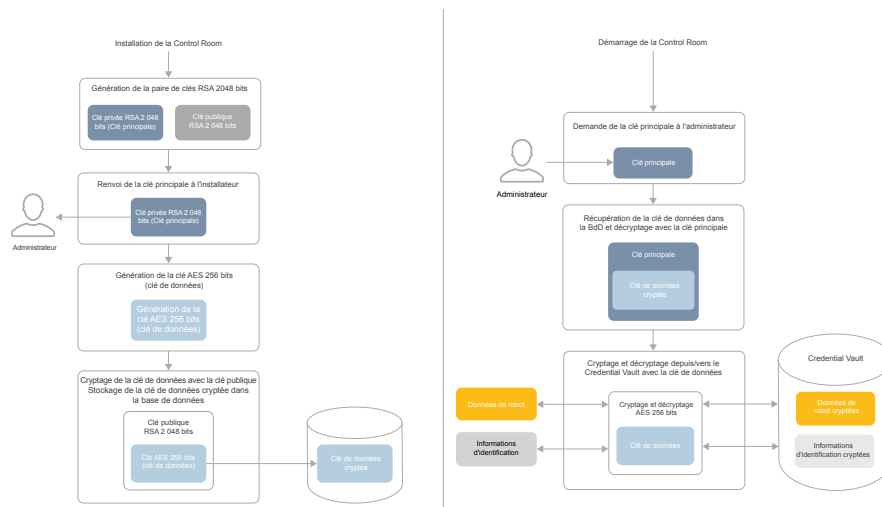 Installation de la Control Room
Génération de la paire de clés RSA 2048 bits
Clé privée RSA 2 048
bits (Clé principale)
Clé publique
RSA 2 048 bits
Renvoi de la clé principale à l'installateur
Clé privée RSA 2 048
bits (Clé principale)
Administrateur
Génération de la clé AES 256 bits
(clé de données)
Génération de la
clé AES 256 bits
(clé de données)
Cryptage de la clé de données avec la clé publique
Stockage de la clé de données cryptée dans
la base de données
Clé publique
RSA 2 048 bits
Clé AES 256 bits
(clé de données)
Clé de données
cryptée
Démarrage de la Control Room
Demande de la clé principale à l'administrateur
Clé principale
Administrateur
Récupération de la clé de données dans
la BdD et décryptage avec la clé principale
Clé principale
Clé de données
cryptée
Cryptage et décryptage depuis/vers le
Credential Vault avec la clé de données
Données de robot
Informations
d'identification
Cryptage et décryptage
AES 256 bits
Clé de données
Credential Vault
Données de
robot cryptées
Informations
d'identification cryptées